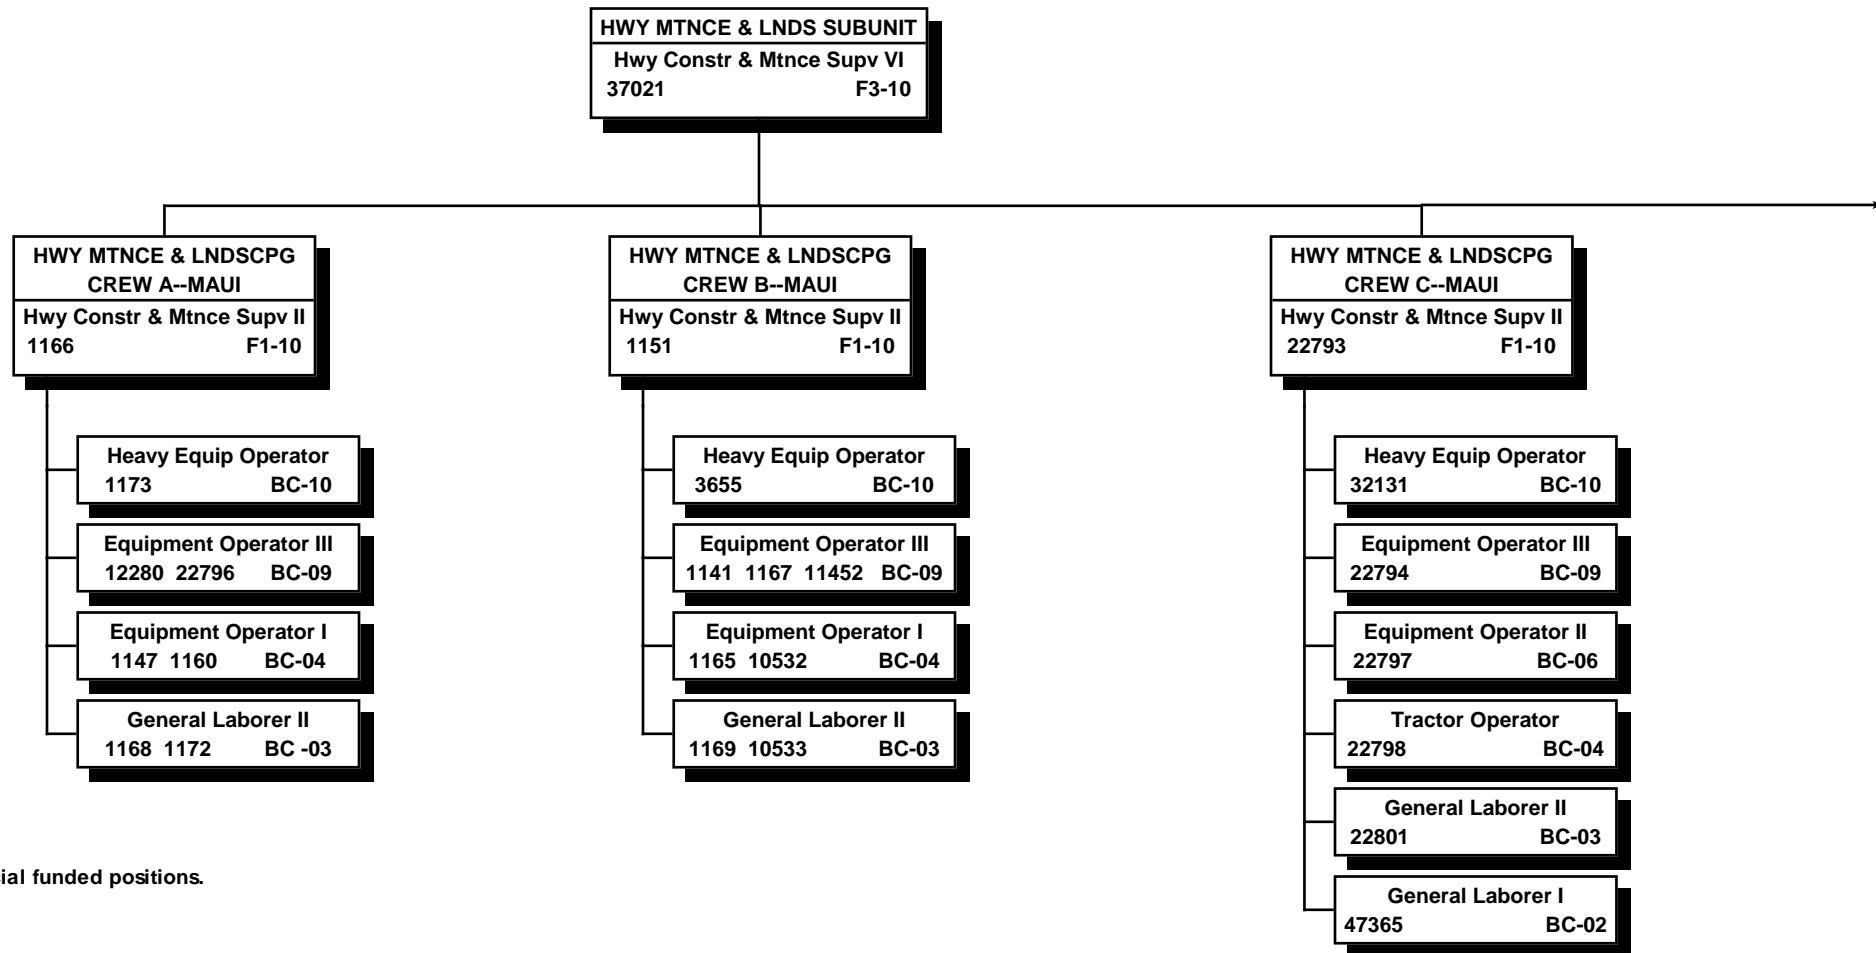 HWY MTNCE & LNDS SUBUNIT
Hwy Constr & Mtnce Supv VI
37021 F3-10
HWY MTNCE & LNDSCPG
CREW A--MAUI
Hwy Constr & Mtnce Supv II
1166 F1-10
Heavy Equip Operator
1173 BC-10
Equipment Operator III
12280 22796 BC-09
Equipment Operator I
1147 1160 BC-04
General Laborer II
1168 1172 BC -03
HWY MTNCE & LNDSCPG
CREW B--MAUI
Hwy Constr & Mtnce Supv II
1151 F1-10
Heavy Equip Operator
3655 BC-10
Equipment Operator III
1141 1167 11452 BC-09
Equipment Operator I
1165 10532 BC-04
General Laborer II
1169 10533 BC-03
HWY MTNCE & LNDSCPG
CREW C--MAUI
Hwy Constr & Mtnce Supv II
22793 F1-10
Heavy Equip Operator
32131 BC-10
Equipment Operator III
22794 BC-09
Equipment Operator II
22797 BC-06
Tractor Operator
22798 BC-04
General Laborer II
22801 BC-03
General Laborer I
47365 BC-02
funded positions.